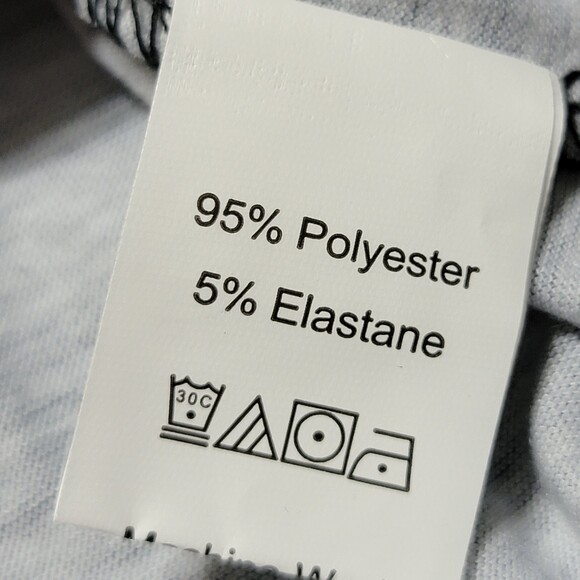 95% Polyester
5% Elastane
30C